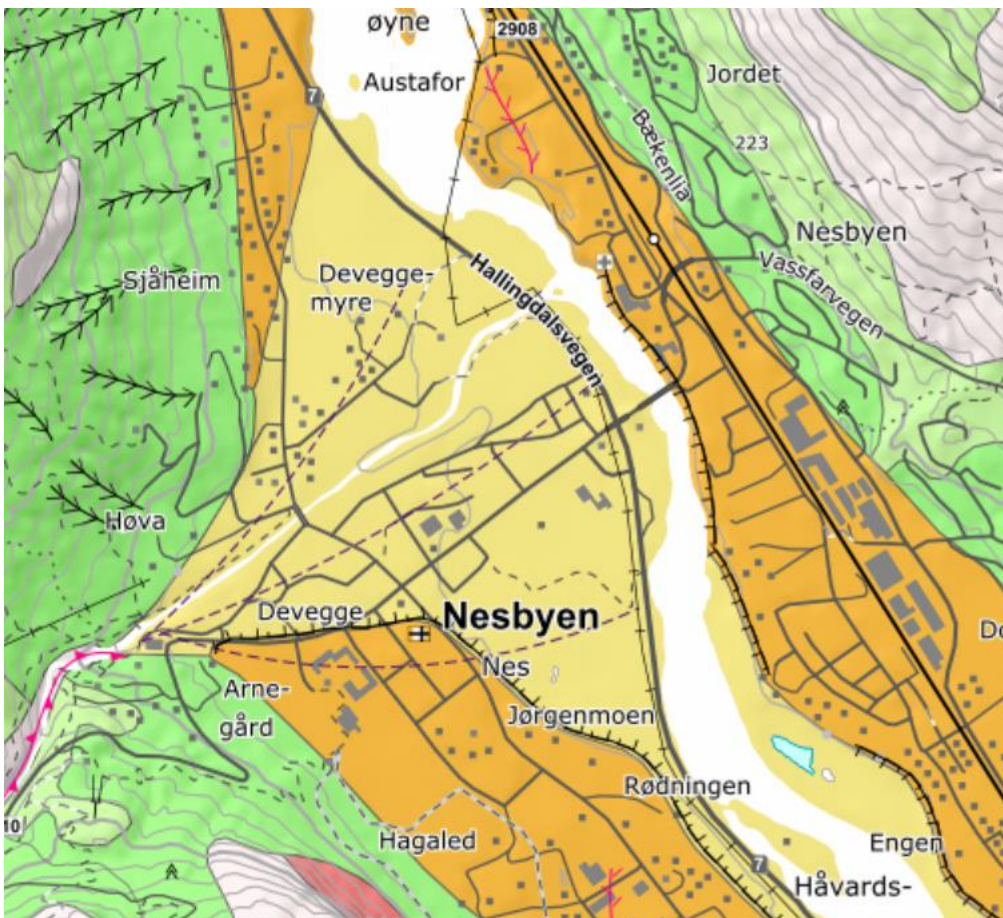 øyne
2908
Austafor
7
Jordet
Bækenlia
223
Nesbyen
Vassfarvegen
Sjåheim
Devegge-
myre
Hallingdalsvegen
Høva
Devegge
Nesbyen
Nes
Arne-
gård
Jørgenmoen
Rødningen
10
Hagaled
Engen
7
Håvards-